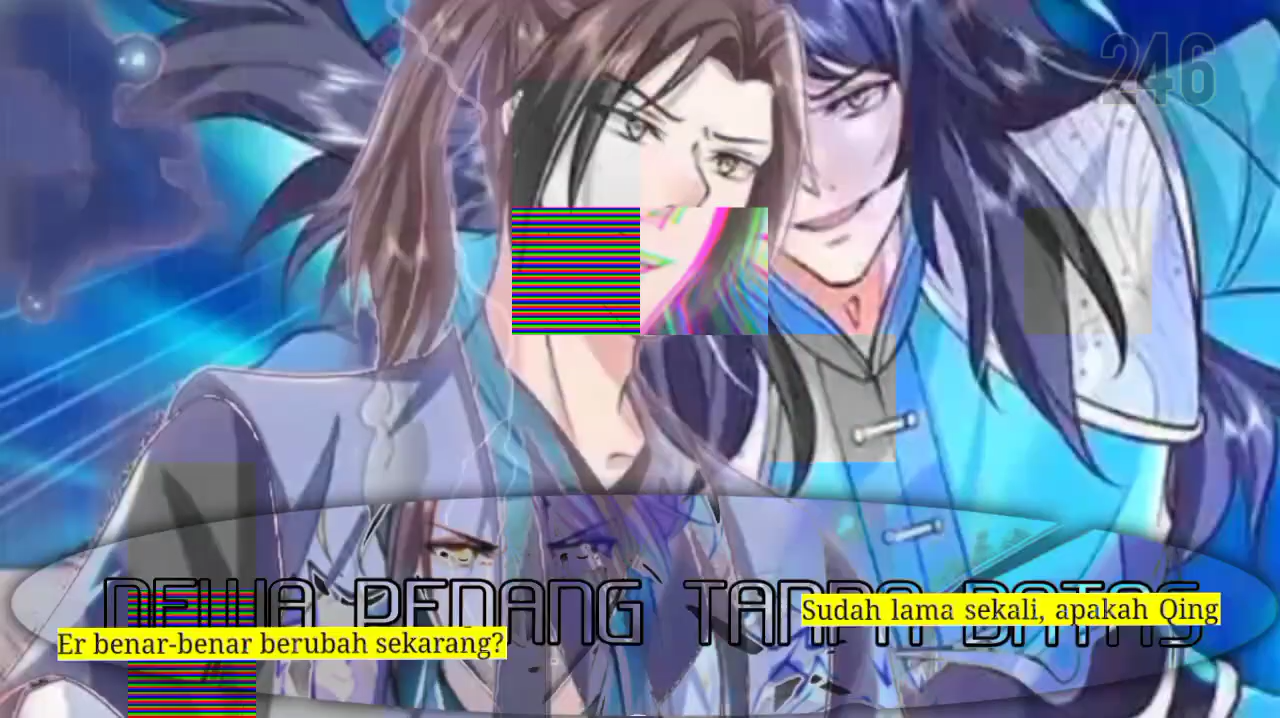 246
DEWA PEDANG TANPA BATAS
Sudah lama sekali, apakah Qing
Er benar-benar berubah sekarang?